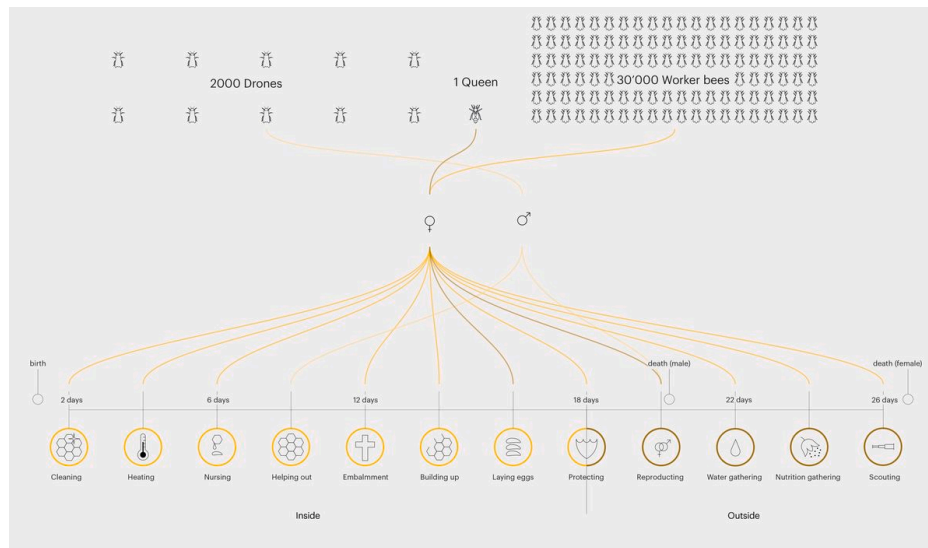 2000 Drones
1 Queen
30’000 Worker bees
birth
death (male)
death (female)
2 days
6 days
12 days
18 days
22 days
26 days
Cleaning
Heating
Nursing
Helping out
Embalmment
Building up
Laying eggs
Protecting
Reproducting
Water gathering
Nutrition gathering
Scouting
Inside
Outside